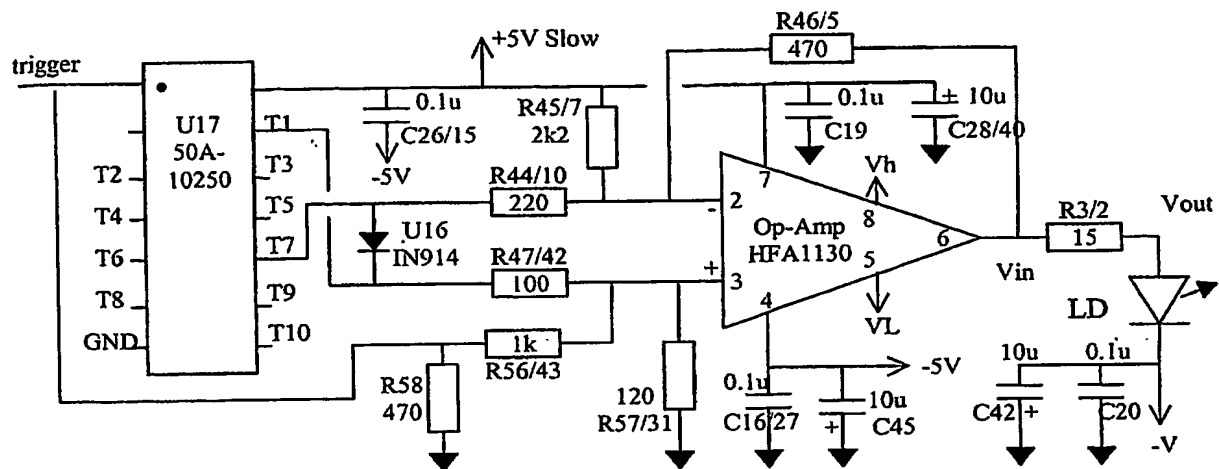 R46/5
470
+5V Slow
trigger
0.1u
C26/15
-5V
R45/7
2k2
0.1u
C19
± 10u
C28/40
U17
50A-
10250
T1
T2
T3
T4
T5
T6
T7
T8
T9
GND
T10
R44/10
220
U16
IN914
R47/42
100
1k
R56/43
R58
470
120
R57/31
7
Vh
2
-
8
Op-Amp
HFA1130
6
+
3
5
4
VL
R3/2
15
Vout
Vin
LD
-5V
0.1u
C16/27
10u
+
C45
10u
0.1u
C42
+
C20
-V